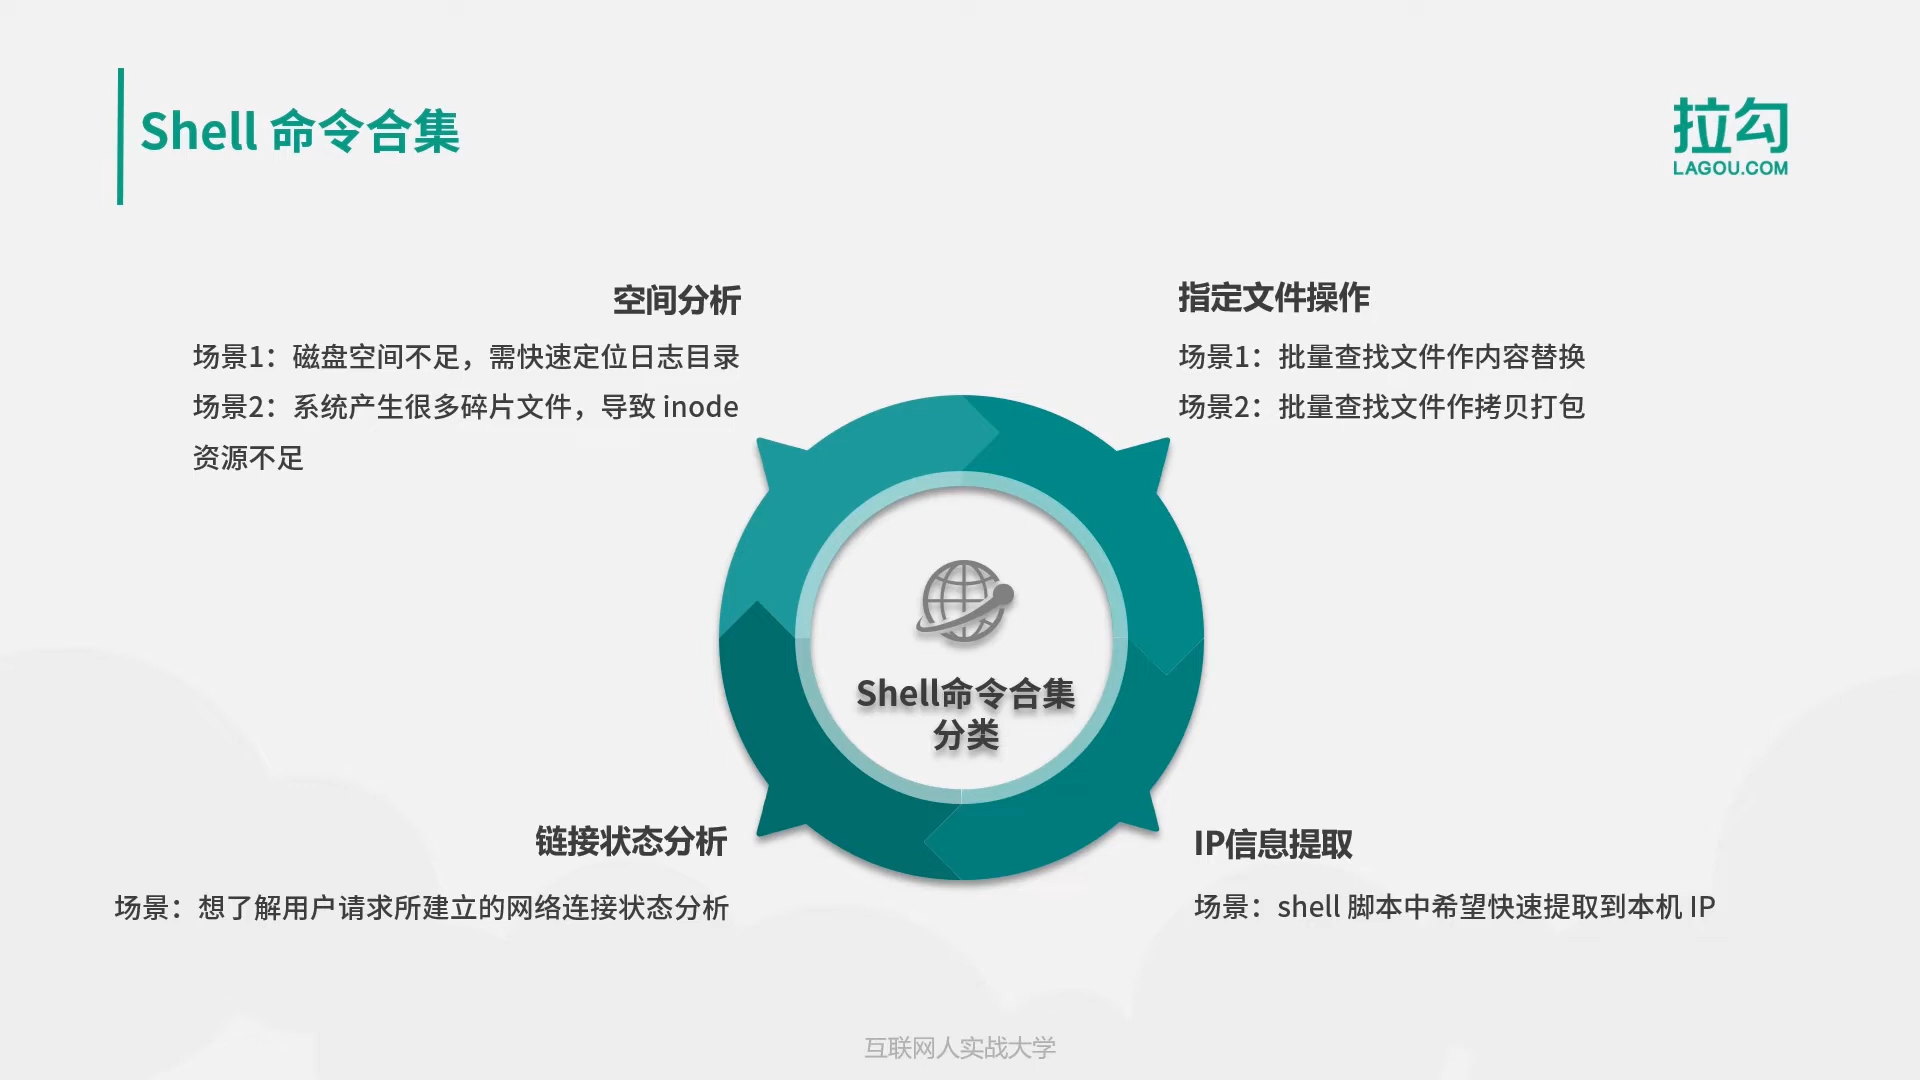 Shell 命令合集
拉勾
LAGOU.COM
空间分析
场景1：磁盘空间不足，需快速定位日志目录
场景2：系统产生很多碎片文件，导致 inode
资源不足
指定文件操作
场景1：批量查找文件作内容替换
场景2：批量查找文件作拷贝打包
Shell命令合集
分类
链接状态分析
场景：想了解用户请求所建立的网络连接状态分析
IP信息提取
场景：shell 脚本中希望快速提取到本机 IP
互联网人实战大学